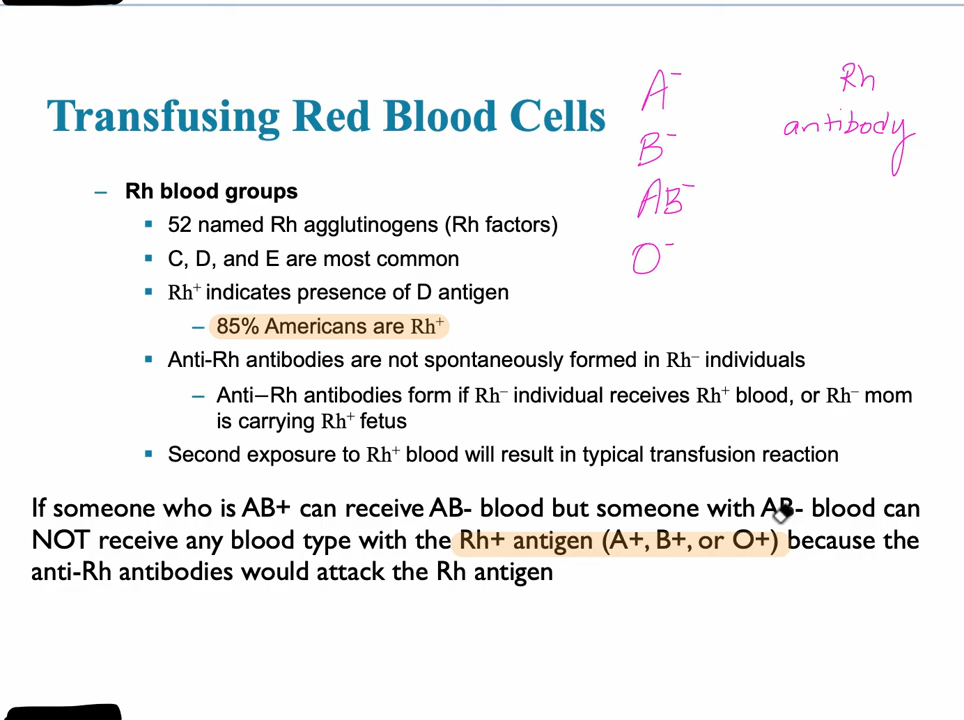 Transfusing Red Blood Cells
A⁻
B⁻
AB⁻
O⁻
Rh
antibody
– Rh blood groups
▪ 52 named Rh agglutinogens (Rh factors)
▪ C, D, and E are most common
▪ Rh⁺ indicates presence of D antigen
– 85% Americans are Rh⁺
▪ Anti-Rh antibodies are not spontaneously formed in Rh⁻ individuals
– Anti–Rh antibodies form if Rh⁻ individual receives Rh⁺ blood, or Rh⁻ mom
is carrying Rh⁺ fetus
▪ Second exposure to Rh⁺ blood will result in typical transfusion reaction
If someone who is AB+ can receive AB- blood but someone with AB- blood can
NOT receive any blood type with the Rh+ antigen (A+, B+, or O+) because the
anti-Rh antibodies would attack the Rh antigen